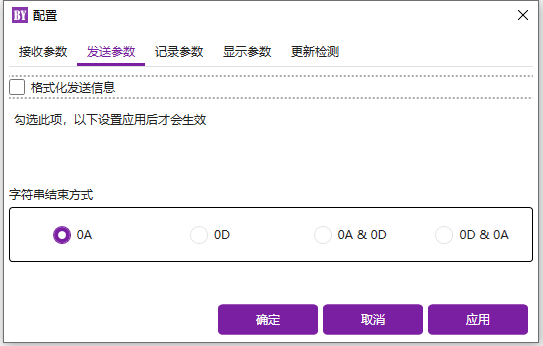 BY 配置
接收参数 发送参数 记录参数 显示参数 更新检测
格式化发送信息
勾选此项，以下设置应用后才会生效
字符串结束方式
0A 0D 0A & 0D 0D & 0A
确定 取消 应用